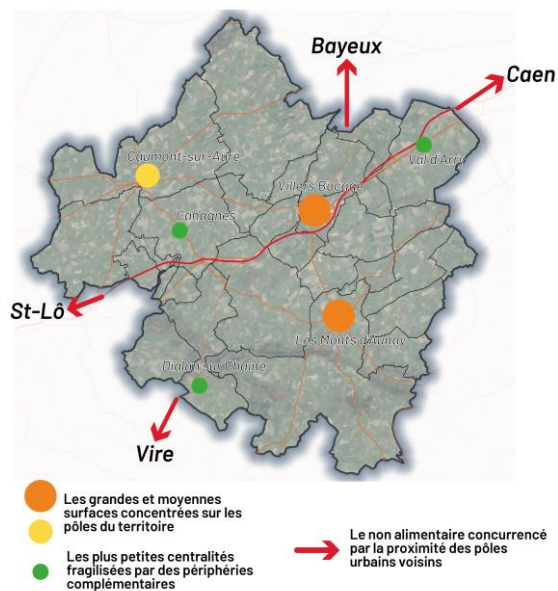 Bayeux
Caen
Caumont-sur-Aure
Val d'Arry
Villers Bocage
Cahagnes
St-Lô
Les Monts d'Aunay
Dialan sur Chaîne
Vire
Les grandes et moyennes
surfaces concentrées sur les
pôles du territoire
Les plus petites centralités
fragilisées par des périphéries
complémentaires
Le non alimentaire concurrencé
par la proximité des pôles
urbains voisins